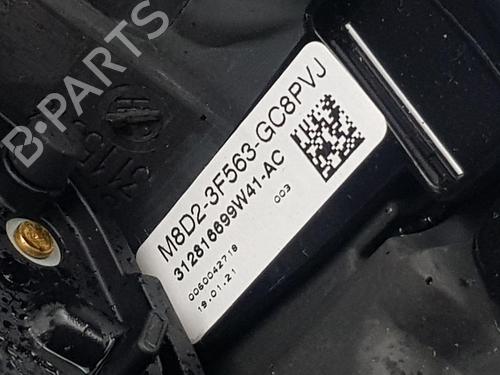 B-PARTS
M8D2-3F563-GC8PVJ
312816699W41-AC
003
0060042718
19.01.21